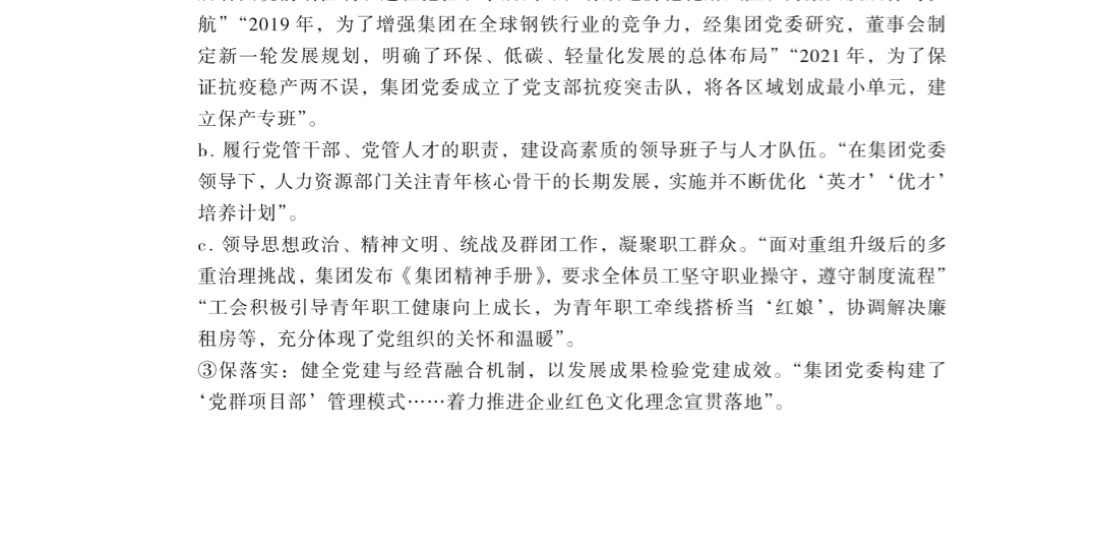 航”“2019 年，为了增强集团在全球钢铁行业的竞争力，经集团党委研究，董事会制
定新一轮发展规划，明确了环保、低碳、轻量化发展的总体布局”“2021 年，为了保
证抗疫稳产两不误，集团党委成立了党支部抗疫突击队，将各区域划成最小单元，建
立保产专班”。
b. 履行党管干部、党管人才的职责，建设高素质的领导班子与人才队伍。“在集团党委
领导下，人力资源部门关注青年核心骨干的长期发展，实施并不断优化‘英才’‘优才’
培养计划”。
c. 领导思想政治、精神文明、统战及群团工作，凝聚职工群众。“面对重组升级后的多
重治理挑战，集团发布《集团精神手册》，要求全体员工坚守职业操守，遵守制度流程”
“工会积极引导青年职工健康向上成长，为青年职工牵线搭桥当‘红娘’，协调解决廉
租房等，充分体现了党组织的关怀和温暖”。
③保落实：健全党建与经营融合机制，以发展成果检验党建成效。“集团党委构建了
‘党群项目部’管理模式……着力推进企业红色文化理念宣贯落地”。